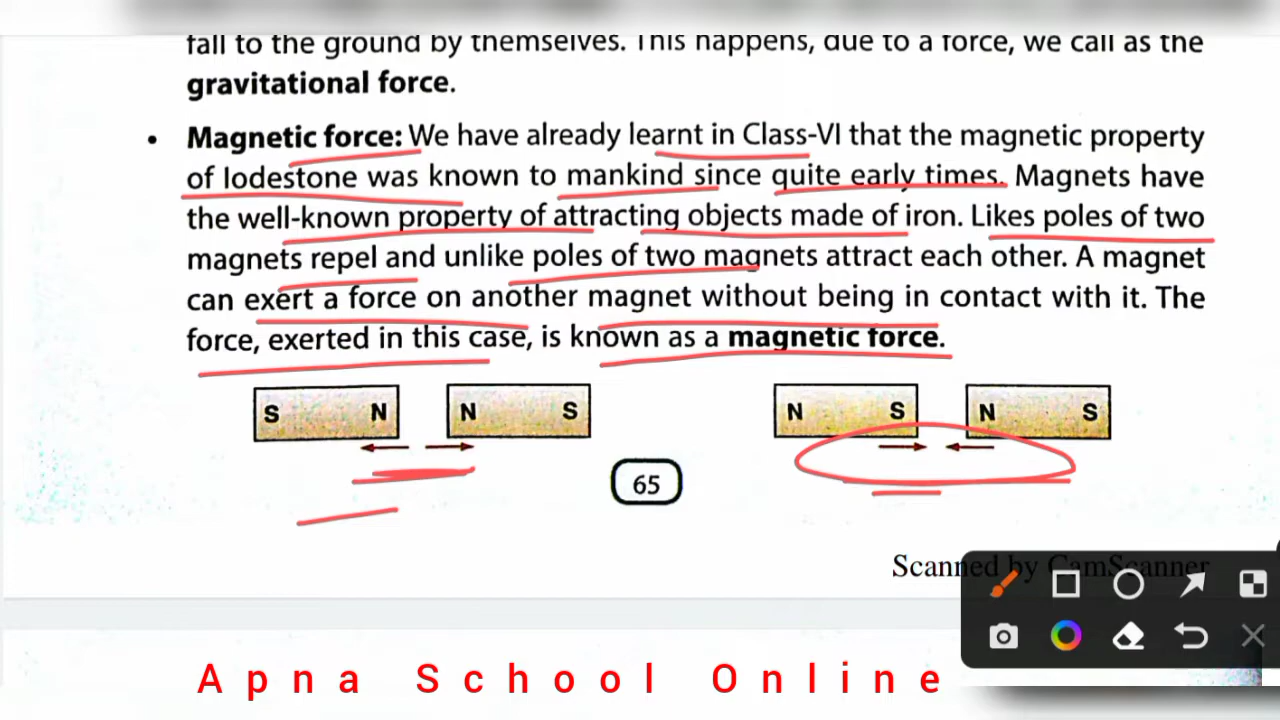 fall to the ground by themselves. This happens, due to a force, we call as the
gravitational force.
• Magnetic force: We have already learnt in Class-VI that the magnetic property
of lodestone was known to mankind since quite early times. Magnets have
the well-known property of attracting objects made of iron. Likes poles of two
magnets repel and unlike poles of two magnets attract each other. A magnet
can exert a force on another magnet without being in contact with it. The
force, exerted in this case, is known as a magnetic force.
S N N S N S N S
65
Scanned by CamScanner
Apna School Online